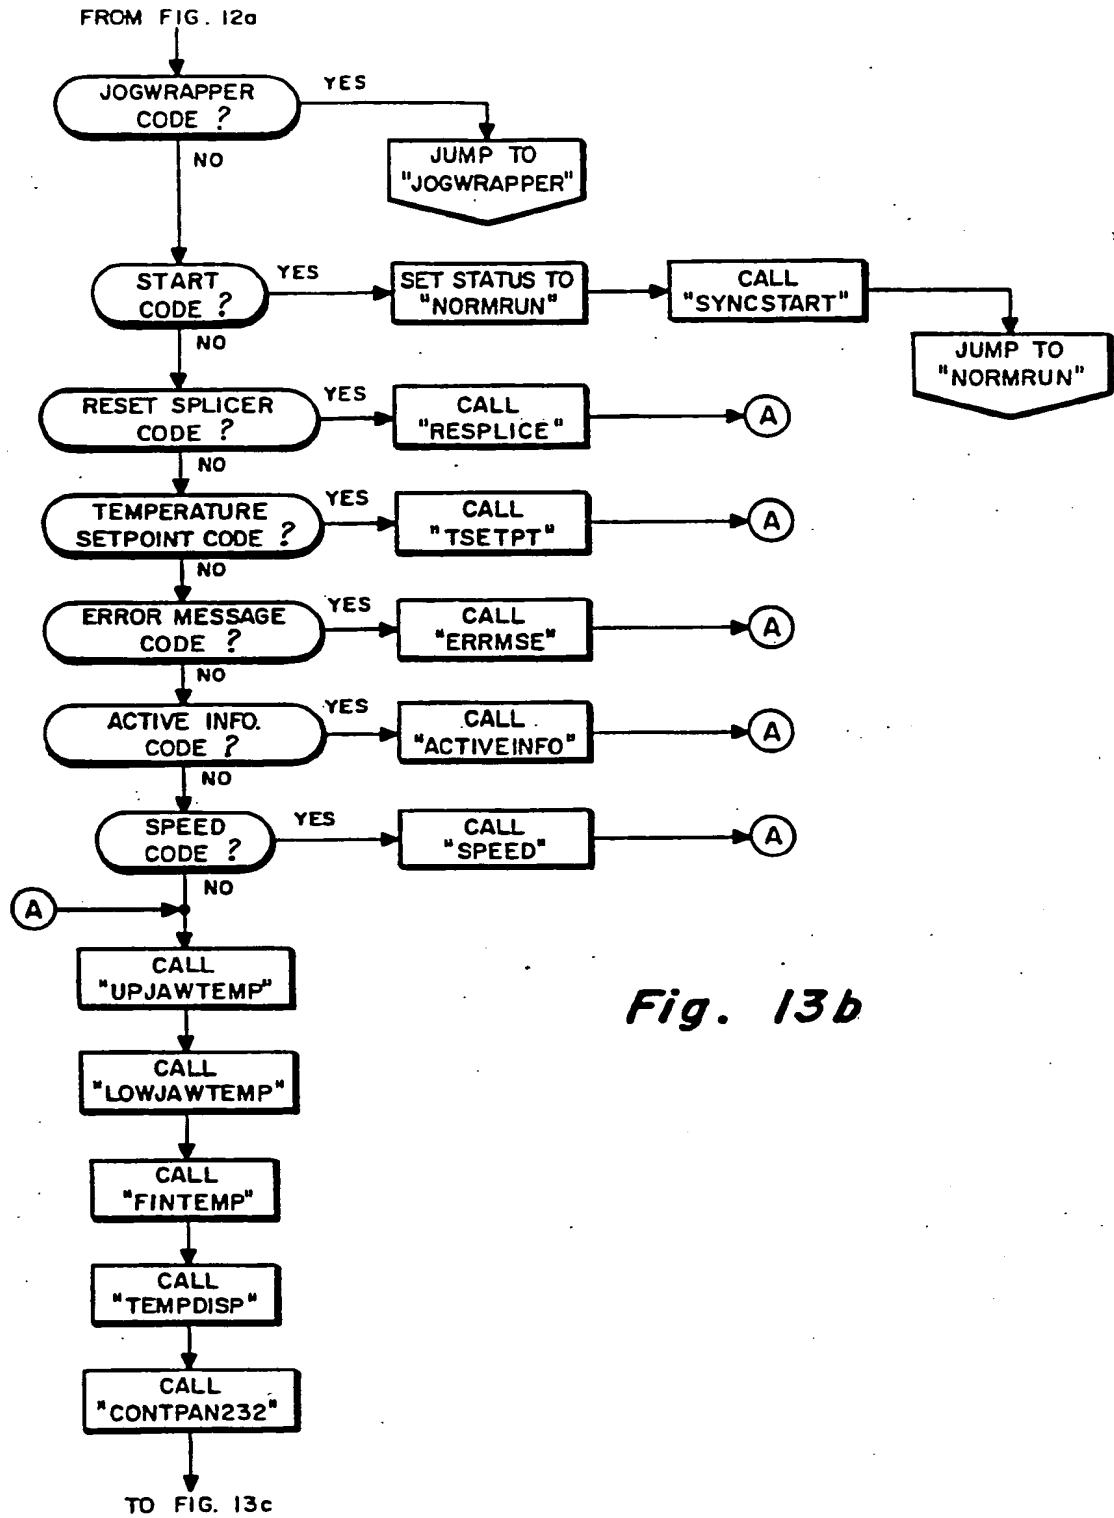 FROM FIG. 12a
JOGWRAPPER
CODE ?
YES
NO
JUMP TO
"JOGWRAPPER"
START
CODE ?
YES
NO
SET STATUS TO
"NORMRUN"
CALL
"SYNCSTART"
JUMP TO
"NORMRUN"
RESET SPLICER
CODE ?
YES
NO
CALL
"RESPLICE"
A
TEMPERATURE
SETPOINT CODE ?
YES
NO
CALL
"TSETPT"
A
ERROR MESSAGE
CODE ?
YES
NO
CALL
"ERRMSE"
A
ACTIVE INFO.
CODE ?
YES
NO
CALL
"ACTIVEINFO"
A
SPEED
CODE ?
YES
NO
CALL
"SPEED"
A
A
CALL
"UPJAWTEMP"
CALL
"LOWJAWTEMP"
CALL
"FINTEMP"
CALL
"TEMPDISP"
CALL
"CONTPAN232"
TO FIG. 13c
Fig. 13b